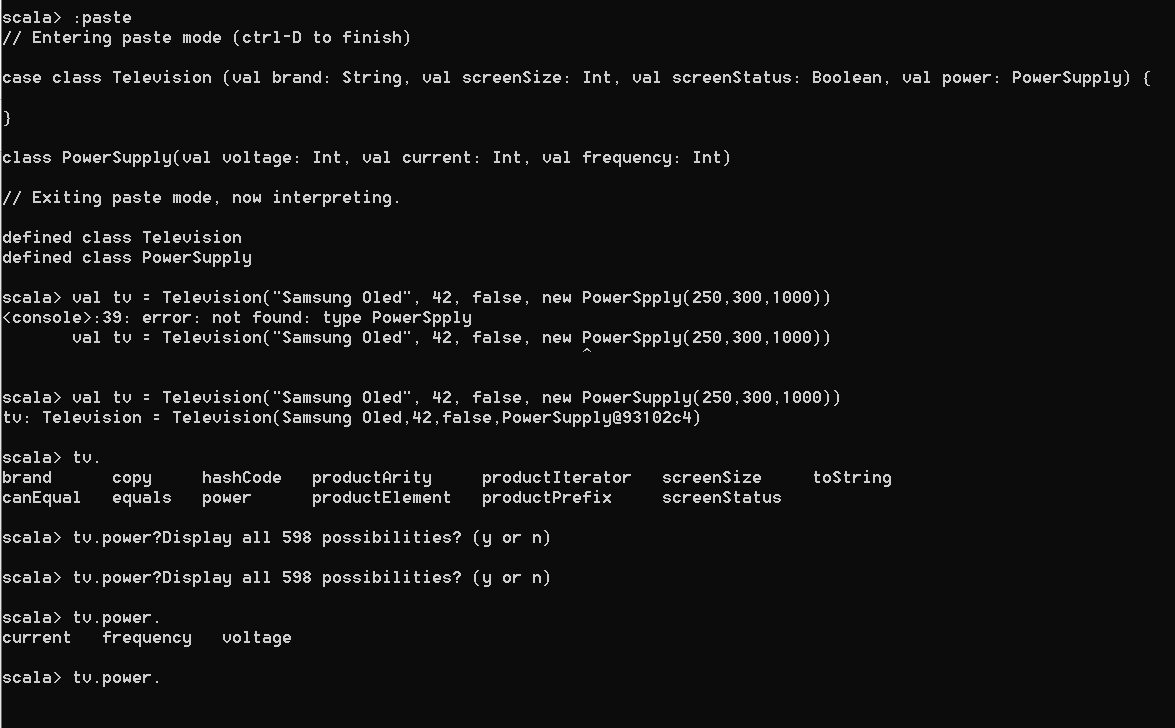 scala> :paste
// Entering paste mode (ctrl-D to finish)
case class Television (val brand: String, val screenSize: Int, val screenStatus: Boolean, val power: PowerSupply) {
}
class PowerSupply(val voltage: Int, val current: Int, val frequency: Int)
// Exiting paste mode, now interpreting.
defined class Television
defined class PowerSupply
scala> val tv = Television("Samsung Oled", 42, false, new PowerSpply(250,300,1000))
<console>:39: error: not found: type PowerSpply
       val tv = Television("Samsung Oled", 42, false, new PowerSpply(250,300,1000))
                                                          ^
scala> val tv = Television("Samsung Oled", 42, false, new PowerSupply(250,300,1000))
tv: Television = Television(Samsung Oled,42,false,PowerSupply@93102c4)
scala> tv.
brand      copy     hashCode   productArity     productIterator   screenSize     toString
canEqual   equals   power      productElement   productPrefix     screenStatus
scala> tv.power?Display all 598 possibilities? (y or n)
scala> tv.power?Display all 598 possibilities? (y or n)
scala> tv.power.
current   frequency   voltage
scala> tv.power.